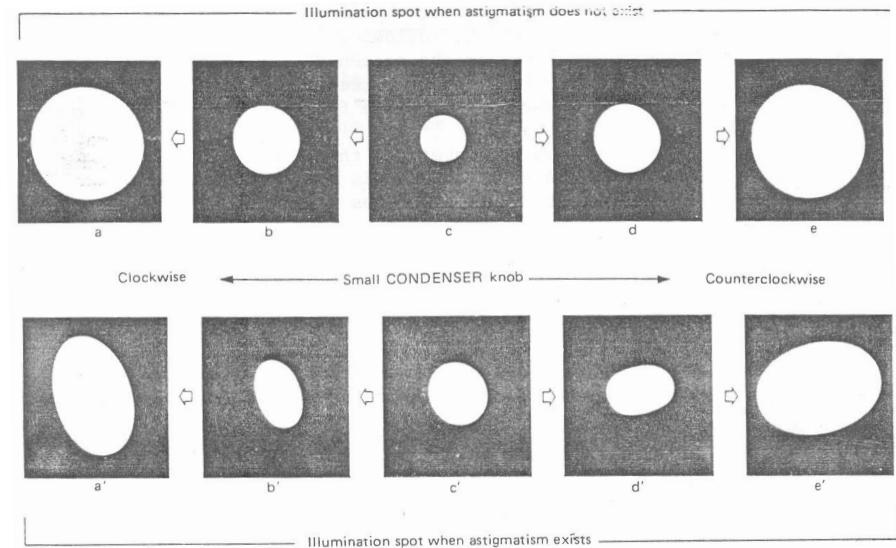 Illumination spot when astigmatism does not exist
a b c d e
Clockwise Small CONDENSER knob Counterclockwise
a' b' c' d' e'
Illumination spot when astigmatism exists